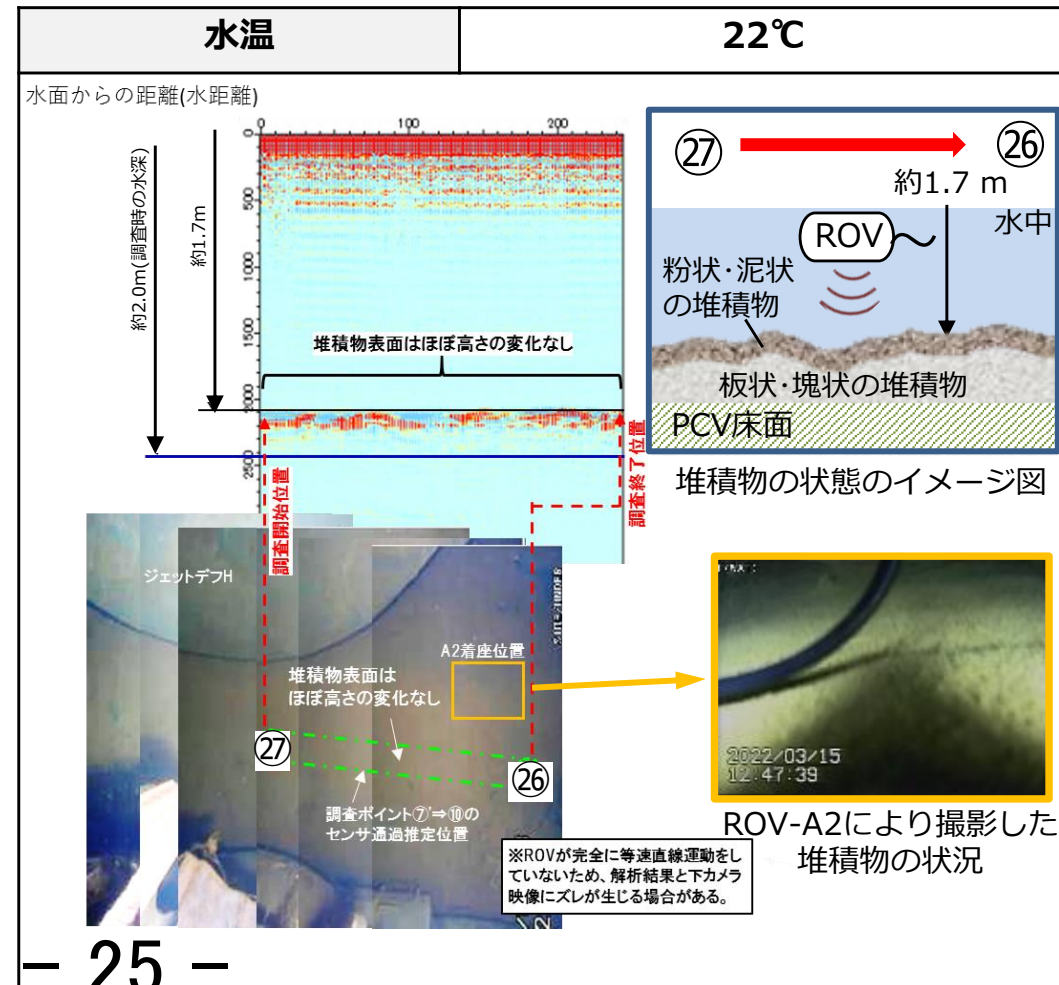 水温
22℃
水面からの距離(水距離)
0
100
200
0
500
1000
1500
2000
2500
約2.0m(調査時の水深)
約1.7m
堆積物表面はほぼ高さの変化なし
調査開始位置
調査終了位置
㉗
㉖
約1.7 m
水中
ROV
粉状･泥状
の堆積物
板状･塊状の堆積物
PCV床面
堆積物の状態のイメージ図
ジェットデフH
A2着座位置
堆積物表面は
ほぼ高さの変化なし
㉗
㉖
調査ポイント⑦'⇒⑩の
センサ通過推定位置
※ROVが完全に等速直線運動をし
ていないため、解析結果と下カメラ
映像にズレが生じる場合がある。
2022/03/15
12:47:39
ROV-A2により撮影した
堆積物の状況
− 25 −